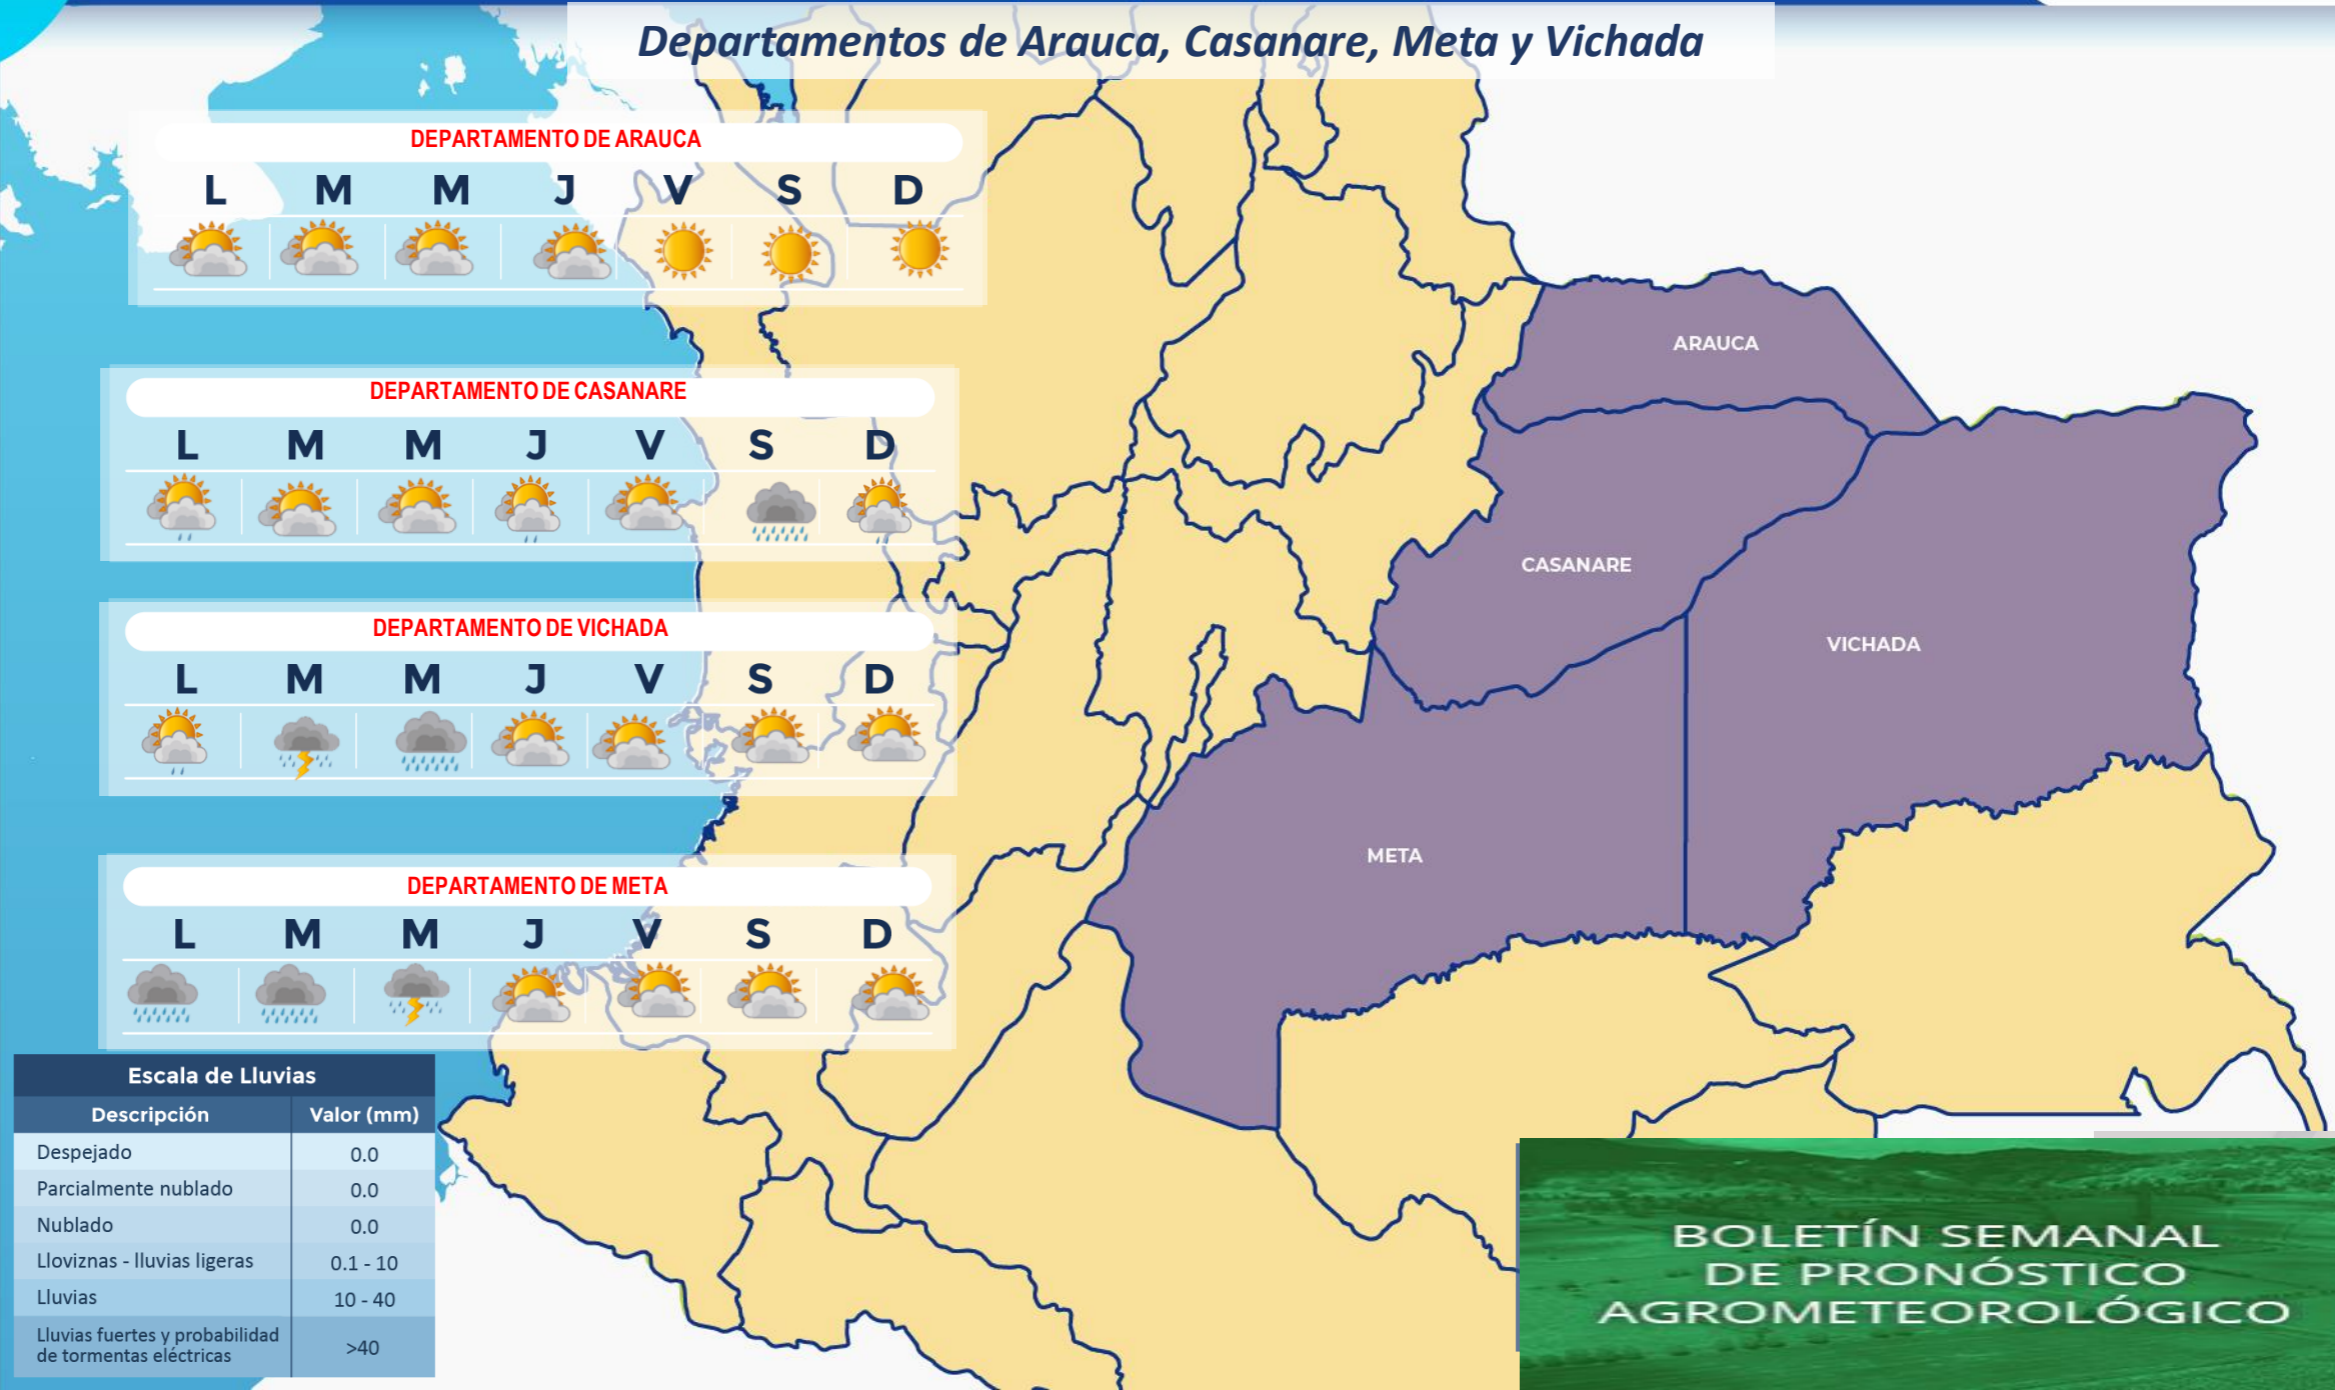 Departamentos de Arauca, Casanare, Meta y Vichada
DEPARTAMENTO DE ARAUCA
L M M J V S D
DEPARTAMENTO DE CASANARE
L M M J V S D
DEPARTAMENTO DE VICHADA
L M M J V S D
DEPARTAMENTO DE META
L M M J V S D
ARAUCA
CASANARE
VICHADA
META
Escala de Lluvias
Descripción Valor (mm)
Despejado 0.0
Parcialmente nublado 0.0
Nublado 0.0
Lloviznas - lluvias ligeras 0.1 - 10
Lluvias 10 - 40
Lluvias fuertes y probabilidad
de tormentas eléctricas >40
BOLETÍN SEMANAL
DE PRONÓSTICO
AGROMETEOROLÓGICO